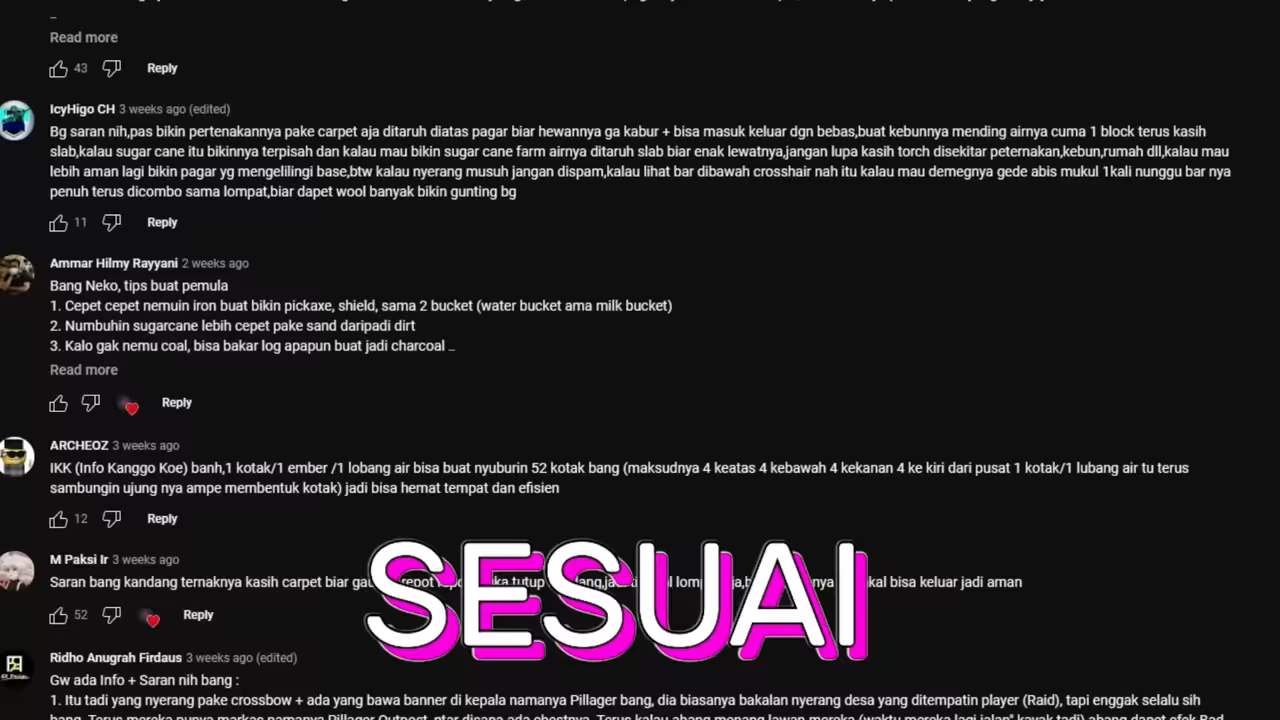 Read more
43
Reply
IcyHigo CH 3 weeks ago (edited)
Bg saran nih,pas bikin pertenakannya pake carpet aja ditaruh diatas pagar biar hewannya ga kabur + bisa masuk keluar dgn bebas,buat kebunnya mending airnya cuma 1 block terus kasih
slab,kalau sugar cane itu bikinnya terpisah dan kalau mau bikin sugar cane farm airnya ditaruh slab biar enak lewatnya,jangan lupa kasih torch disekitar peternakan,kebun,rumah dll,kalau mau
lebih aman lagi bikin pagar yg mengelilingi base,btw kalau nyerang musuh jangan dispam,kalau lihat bar dibawah crosshair nah itu kalau mau demegnya gede abis mukul 1kali nunggu bar nya
penuh terus dicombo sama lompat,biar dapet wool banyak bikin gunting bg
11
Reply
Ammar Hilmy Rayyani 2 weeks ago
Bang Neko, tips buat pemula
1. Cepet cepet nemuin iron buat bikin pickaxe, shield, sama 2 bucket (water bucket ama milk bucket)
2. Numbuhin sugarcane lebih cepet pake sand daripadi dirt
3. Kalo gak nemu coal, bisa bakar log apapun buat jadi charcoal ...
Read more
Reply
ARCHEOZ 3 weeks ago
IKK (Info Kanggo Koe) banh,1 kotak/1 ember /1 lobang air bisa buat nyuburin 52 kotak bang (maksudnya 4 keatas 4 kebawah 4 kekanan 4 ke kiri dari pusat 1 kotak/1 lubang air tu terus
sambungin ujung nya ampe membentuk kotak) jadi bisa hemat tempat dan efisien
12
Reply
M Paksi Ir 3 weeks ago
Saran bang kandang ternaknya kasih carpet biar repot tutup bisa keluar jadi aman
52
Reply
SESUAI
Ridho Anugrah Firdaus 3 weeks ago (edited)
Gw ada Info + Saran nih bang :
1. Itu tadi yang nyerang pake crossbow + ada yang bawa banner di kepala namanya Pillager bang, dia biasanya bakalan nyerang desa yang ditempatin player (Raid), tapi enggak selalu sih